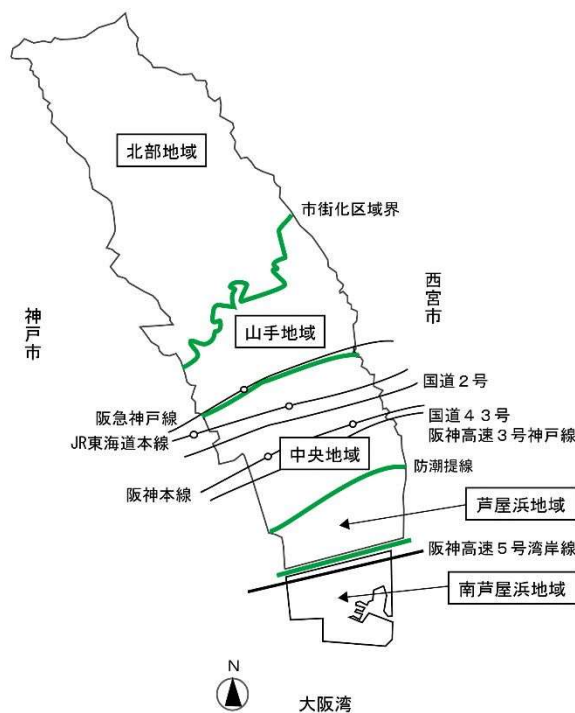 北部地域
市街化区域界
西宮市
神戸市
山手地域
阪急神戸線
国道２号
JR東海道本線
国道４３号
阪神高速３号神戸線
中央地域
阪神本線
防潮提線
芦屋浜地域
阪神高速５号湾岸線
南芦屋浜地域
N
大阪湾